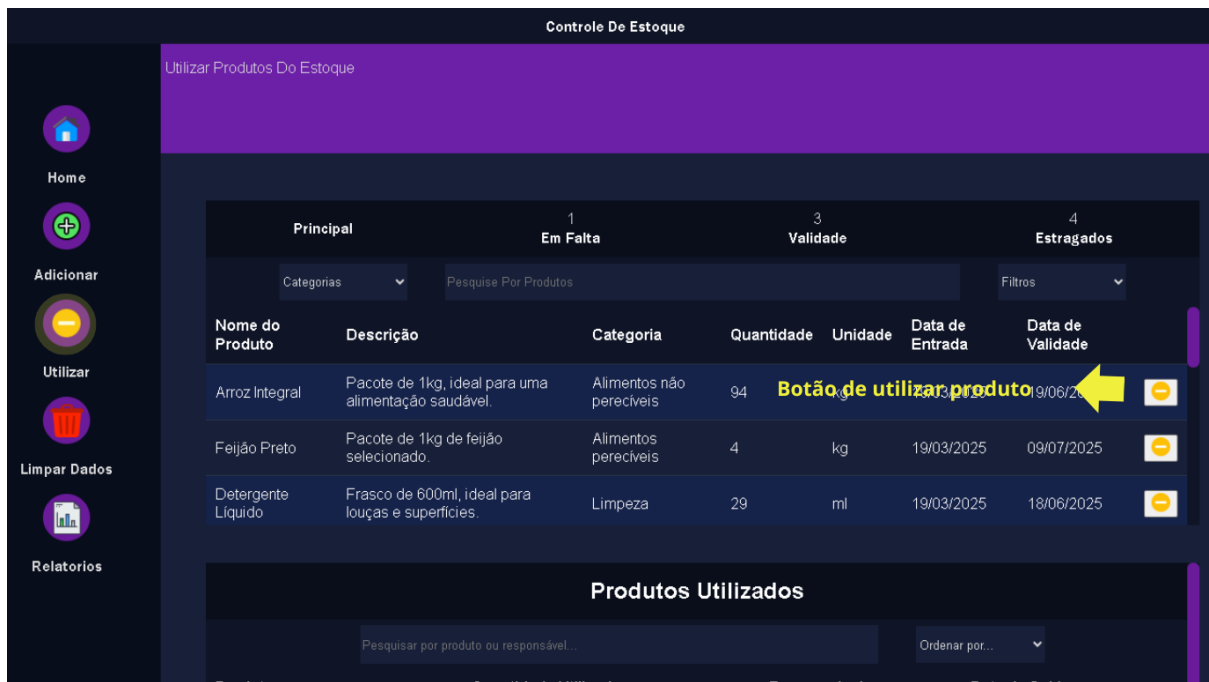 Controle De Estoque
Utilizar Produtos Do Estoque
Home
Adicionar
Utilizar
Limpar Dados
Relatorios
Principal
1
Em Falta
3
Validade
4
Estragados
Categorias
Pesquise Por Produtos
Filtros
Nome do
Produto
Descrição
Categoria
Quantidade
Unidade
Data de
Entrada
Data de
Validade
Arroz Integral
Pacote de 1kg, ideal para uma
alimentação saudável.
Alimentos não
perecíveis
94
Botão de utilizar produto
kg
Feijão Preto
Pacote de 1kg de feijão
selecionado.
Alimentos
perecíveis
4
kg
19/03/2025
09/07/2025
Detergente
Líquido
Frasco de 600ml, ideal para
louças e superfícies.
Limpeza
29
ml
19/03/2025
18/06/2025
Produtos Utilizados
Pesquisar por produto ou responsável...
Ordenar por...